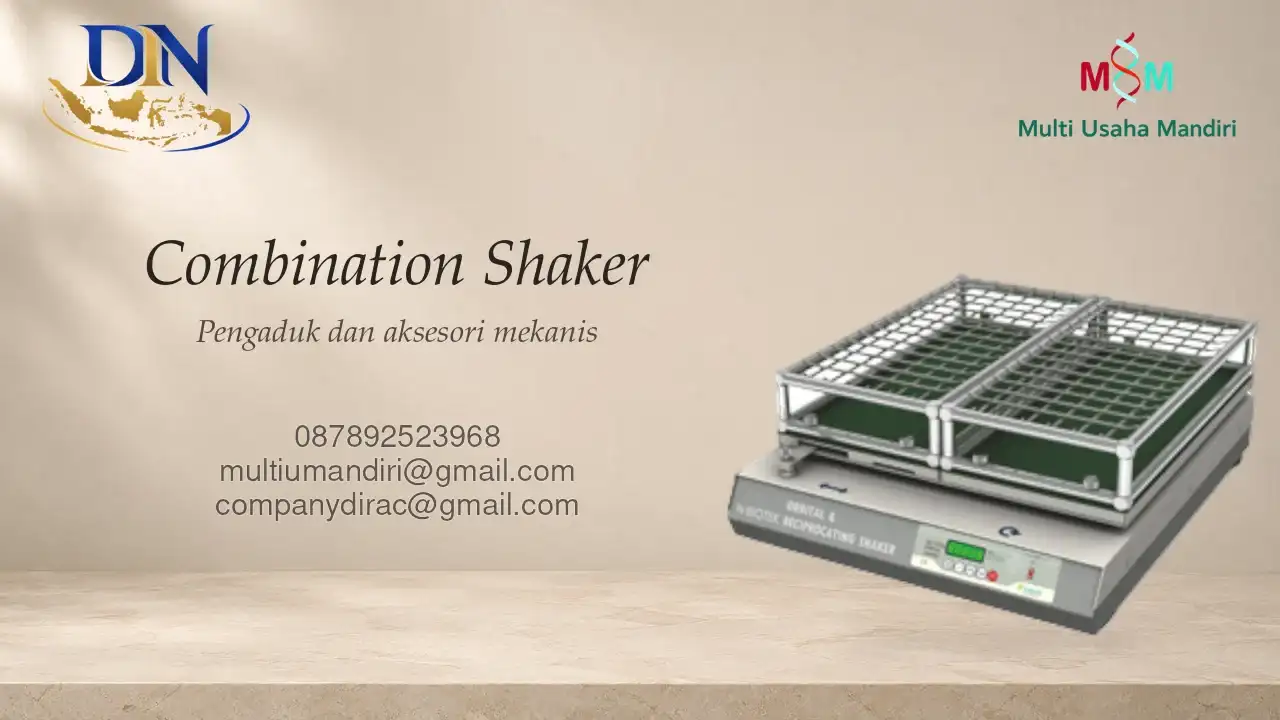 DN
M M
Multi Usaha Mandiri
Combination Shaker
Pengaduk dan aksesori mekanis
087892523968
multiumandiri@gmail.com
companydirac@gmail.com
ORBITAL &
N-BIOTEK RECIPROCATING SHAKER